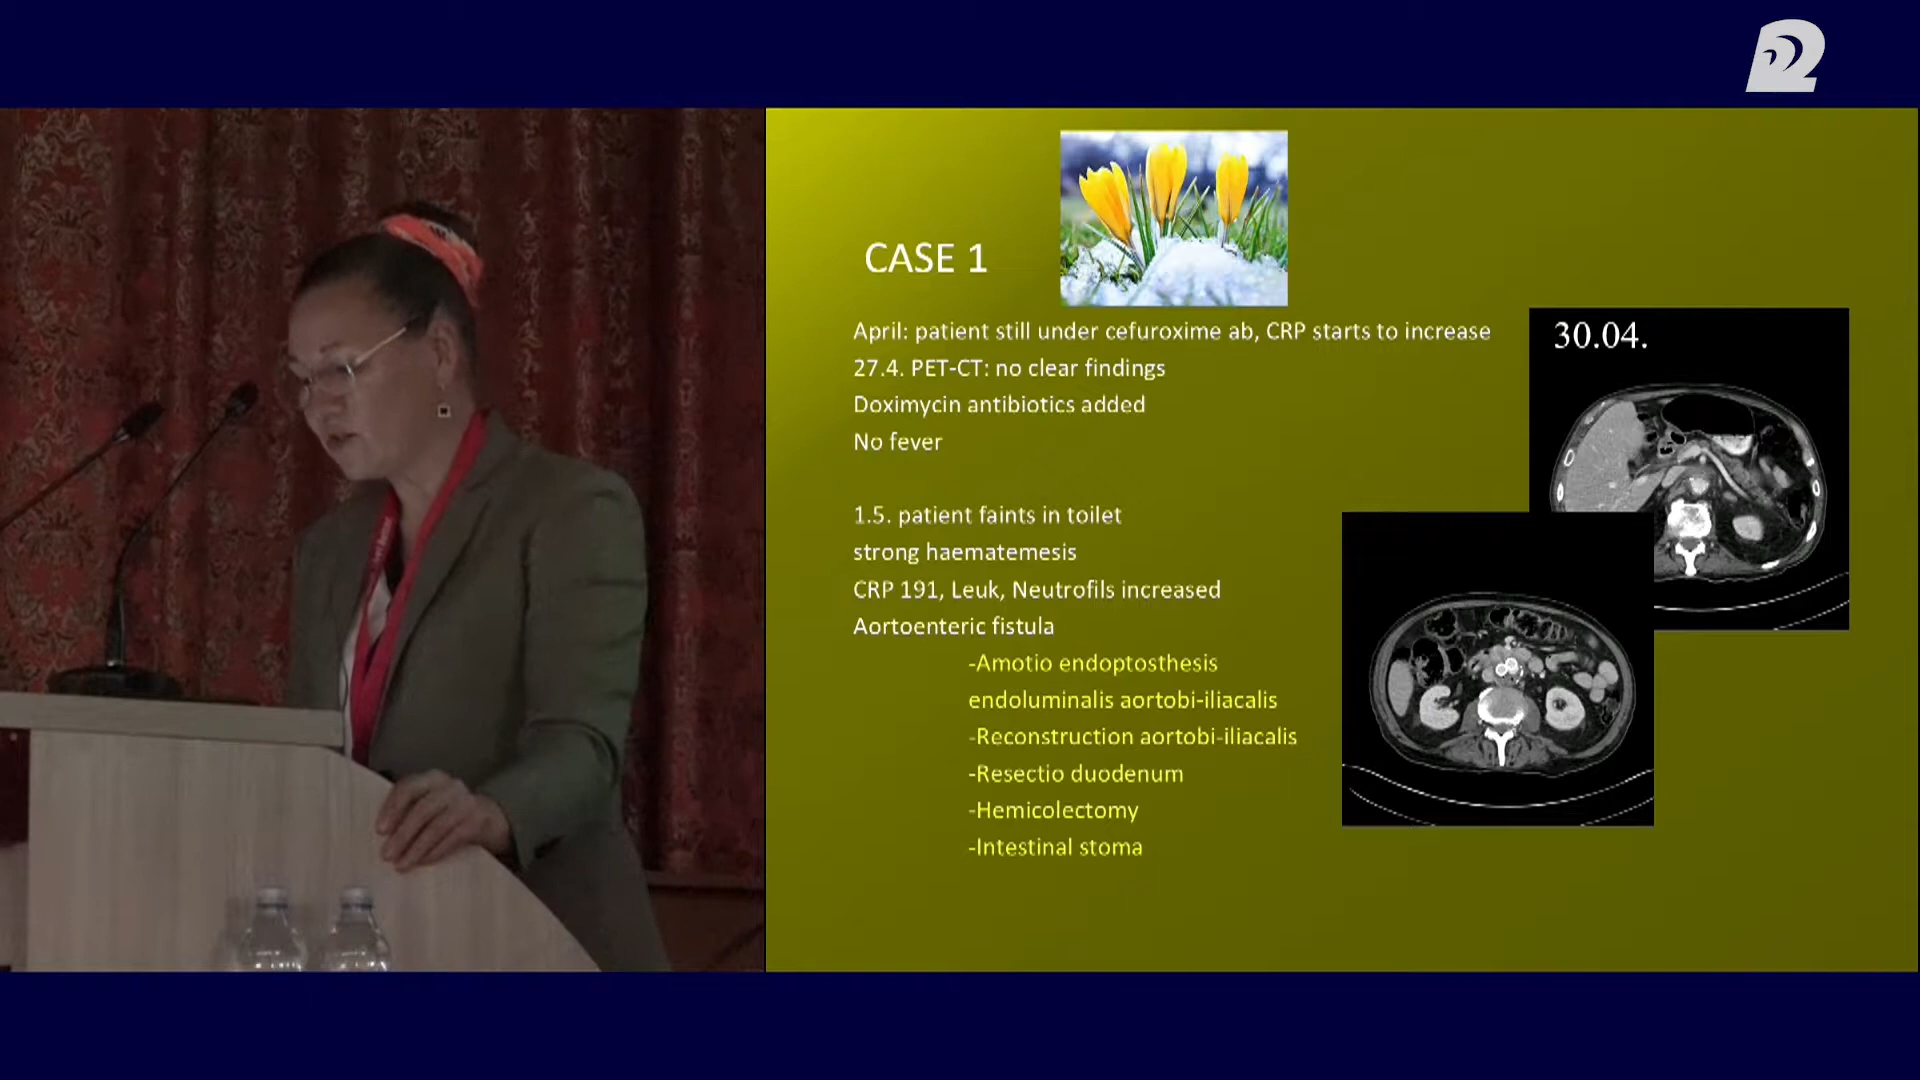 CASE 1
April: patient still under cefuroxime ab, CRP starts to increase
27.4. PET-CT: no clear findings
Doximycin antibiotics added
No fever
1.5. patient faints in toilet
strong haematemesis
CRP 191, Leuk, Neutrofils increased
Aortoenteric fistula
-Amotio endoptosthesis
endoluminalis aortobi-iliacalis
-Reconstruction aortobi-iliacalis
-Resectio duodenum
-Hemicolectomy
-Intestinal stoma
30.04.